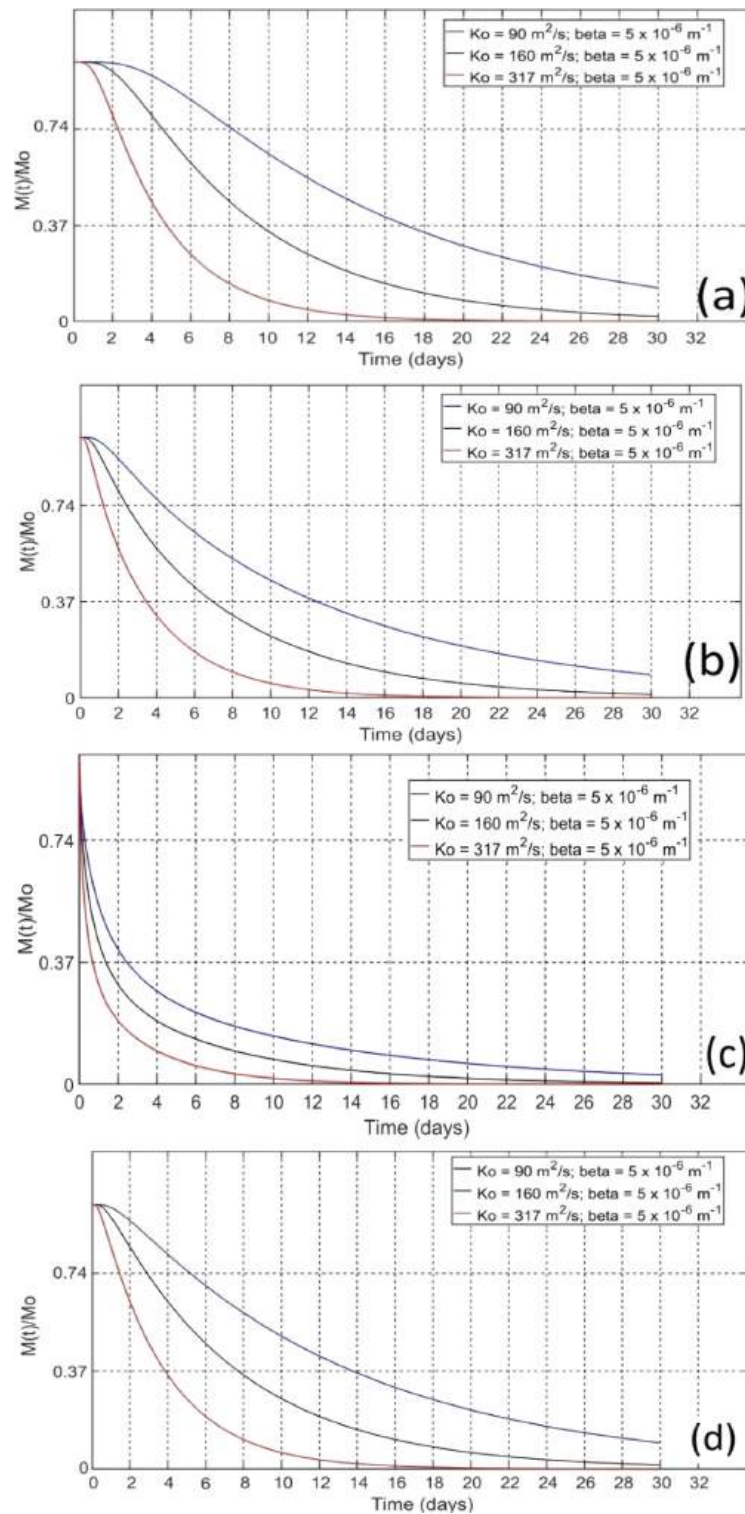 Ko = 90 m²/s; beta = 5 x 10⁻⁶ m⁻¹
Ko = 160 m²/s; beta = 5 x 10⁻⁶ m⁻¹
Ko = 317 m²/s; beta = 5 x 10⁻⁶ m⁻¹
M(t)/Mo
0.74
0.37
0
0 2 4 6 8 10 12 14 16 18 20 22 24 26 28 30 32
Time (days)
(a)
Ko = 90 m²/s; beta = 5 x 10⁻⁶ m⁻¹
Ko = 160 m²/s; beta = 5 x 10⁻⁶ m⁻¹
Ko = 317 m²/s; beta = 5 x 10⁻⁶ m⁻¹
M(t)/Mo
0.74
0.37
0
0 2 4 6 8 10 12 14 16 18 20 22 24 26 28 30 32
Time (days)
(b)
Ko = 90 m²/s; beta = 5 x 10⁻⁶ m⁻¹
Ko = 160 m²/s; beta = 5 x 10⁻⁶ m⁻¹
Ko = 317 m²/s; beta = 5 x 10⁻⁶ m⁻¹
M(t)/Mo
0.74
0.37
0
0 2 4 6 8 10 12 14 16 18 20 22 24 26 28 30 32
Time (days)
(c)
Ko = 90 m²/s; beta = 5 x 10⁻⁶ m⁻¹
Ko = 160 m²/s; beta = 5 x 10⁻⁶ m⁻¹
Ko = 317 m²/s; beta = 5 x 10⁻⁶ m⁻¹
M(t)/Mo
0.74
0.37
0
0 2 4 6 8 10 12 14 16 18 20 22 24 26 28 30 32
Time (days)
(d)